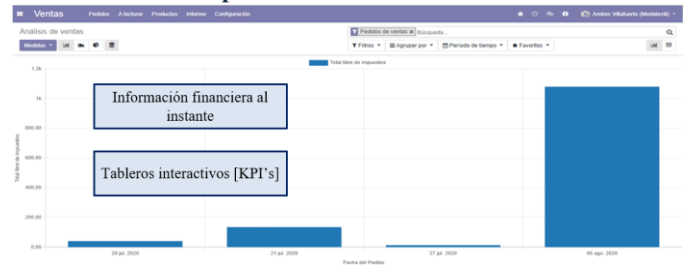 Ventas Pedidos A facturar Productos Informe Configuración Andres Villafuerte (Modatextil)
Análisis de ventas
Pedidos de ventas × Búsqueda...
Medidas Filtros Agrupar por Período de tiempo Favoritos
Total libre de impuestos
1.2k
1k
800.00
600.00
400.00
200.00
0.00
Total libre de impuestos
Información financiera al
instante
Tableros interactivos [KPI's]
20 jul. 2020 21 jul. 2020 27 jul. 2020 06 ago. 2020
Fecha del Pedido